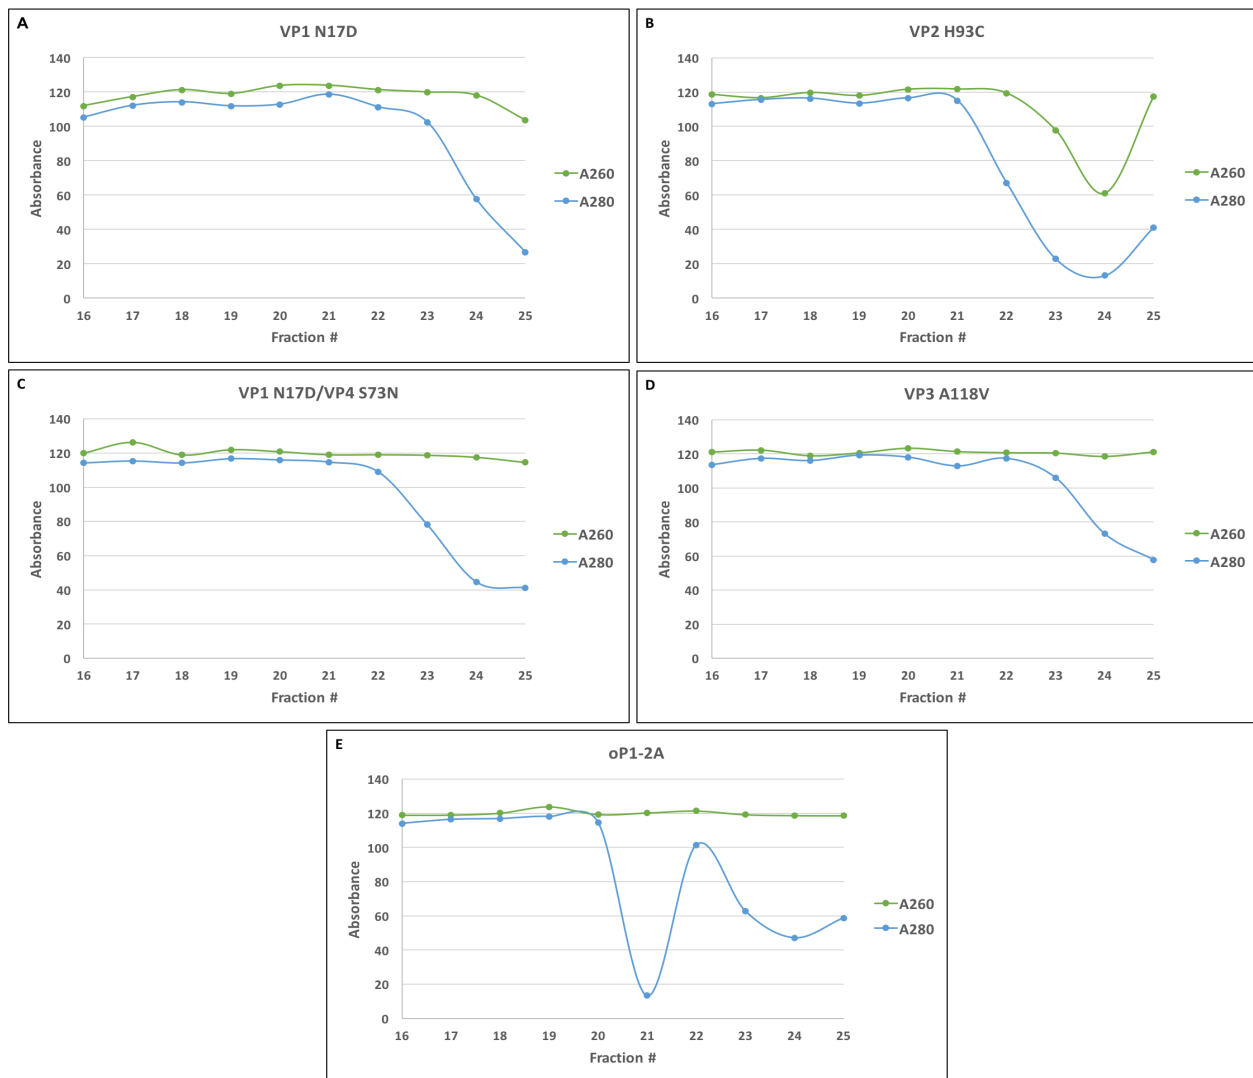 A
VP1 N17D
140
120
100
80
60
40
20
0
Absorbance
16 17 18 19 20 21 22 23 24 25
Fraction #
A260
A280
B
VP2 H93C
140
120
100
80
60
40
20
0
Absorbance
16 17 18 19 20 21 22 23 24 25
Fraction #
A260
A280
C
VP1 N17D/VP4 S73N
140
120
100
80
60
40
20
0
Absorbance
16 17 18 19 20 21 22 23 24 25
Fraction #
A260
A280
D
VP3 A118V
140
120
100
80
60
40
20
0
Absorbance
16 17 18 19 20 21 22 23 24 25
Fraction #
A260
A280
E
oP1-2A
140
120
100
80
60
40
20
0
Absorbance
16 17 18 19 20 21 22 23 24 25
Fraction #
A260
A280